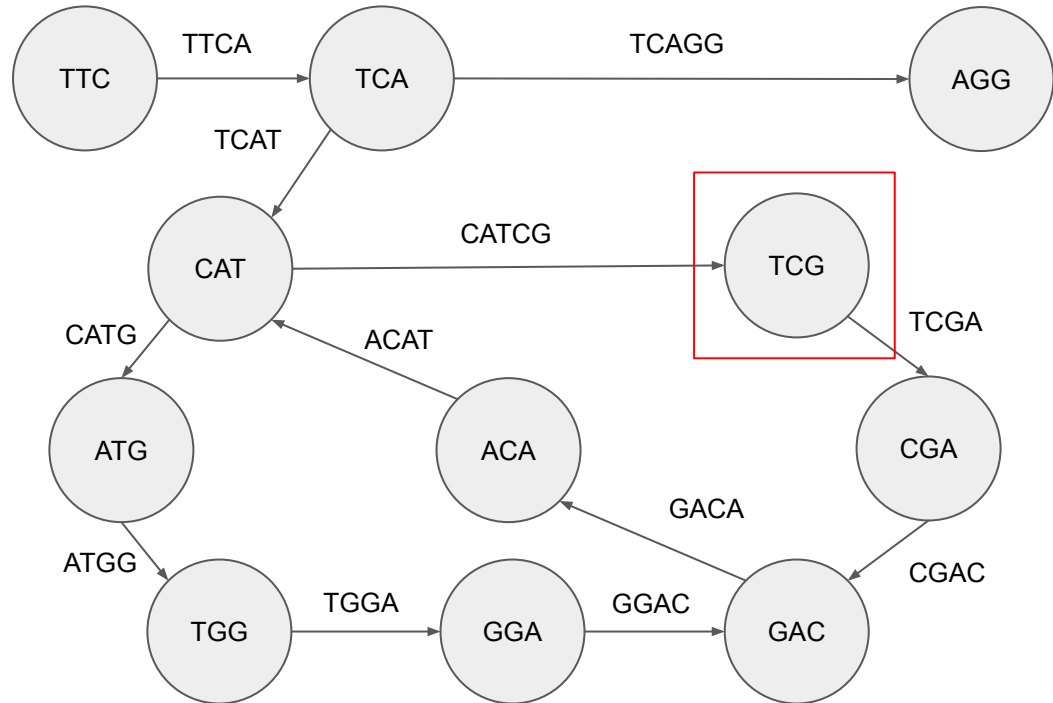 TTCA
TCAGG
TTC
TCA
AGG
TCAT
CATCG
CAT
TCG
TCGA
CATG
ACAT
ATG
ACA
CGA
GACA
ATGG
CGAC
TGGA
GGAC
TGG
GGA
GAC